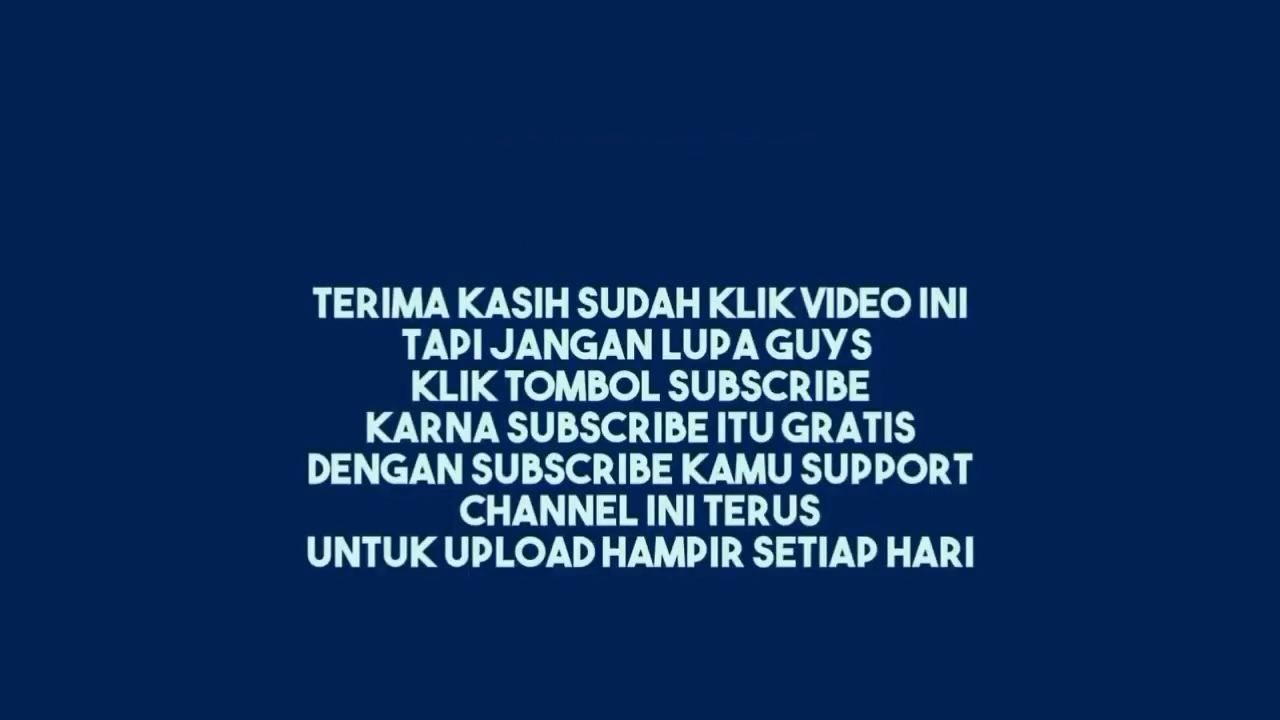 TERIMA KASIH SUDAH KLIK VIDEO INI
TAPI JANGAN LUPA GUYS
KLIK TOMBOL SUBSCRIBE
KARNA SUBSCRIBE ITU GRATIS
DENGAN SUBSCRIBE KAMU SUPPORT
CHANNEL INI TERUS
UNTUK UPLOAD HAMPIR SETIAP HARI